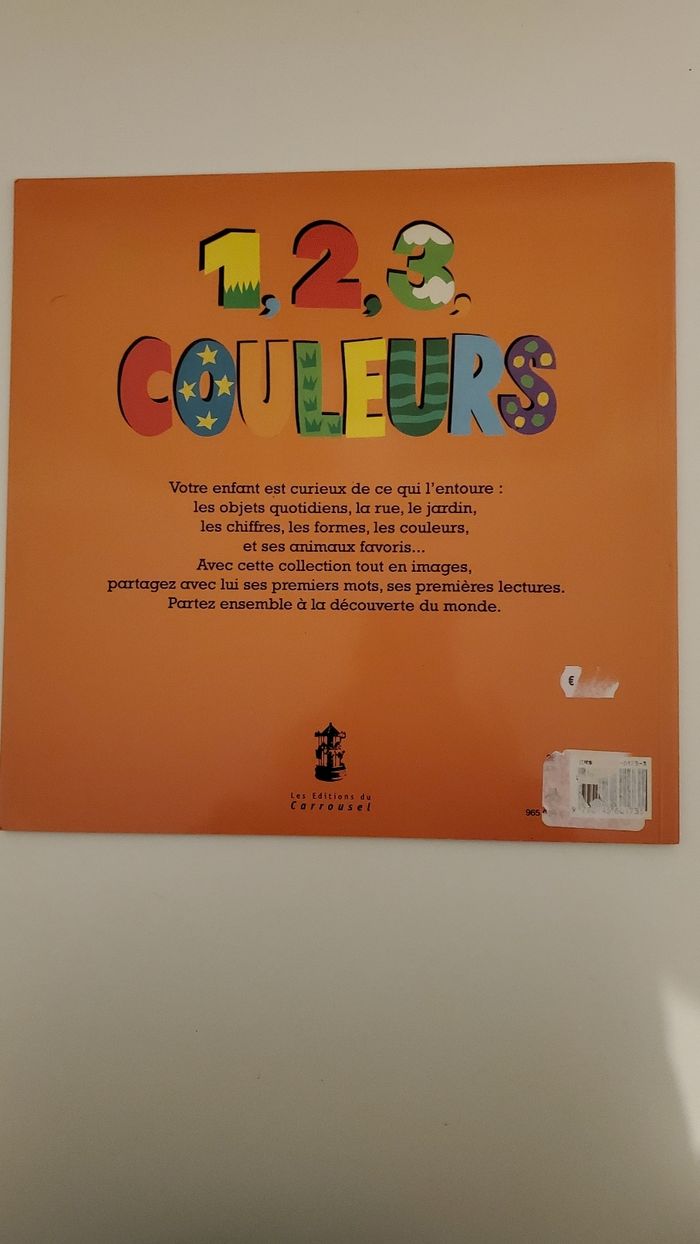 1, 2, 3,
COULEURS
Votre enfant est curieux de ce qui l'entoure :
les objets quotidiens, la rue, le jardin,
les chiffres, les formes, les couleurs,
et ses animaux favoris...
Avec cette collection tout en images,
partagez avec lui ses premiers mots, ses premières lectures.
Partez ensemble à la découverte du monde.
€
Les Editions du
Carrousel
965